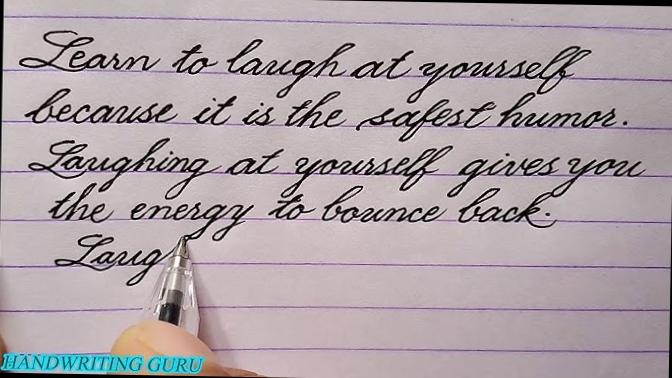 Learn to laugh at yourself
because it is the safest humor.
Laughing at yourself gives you
the energy to bounce back.
Laug
HANDWRITING GURU